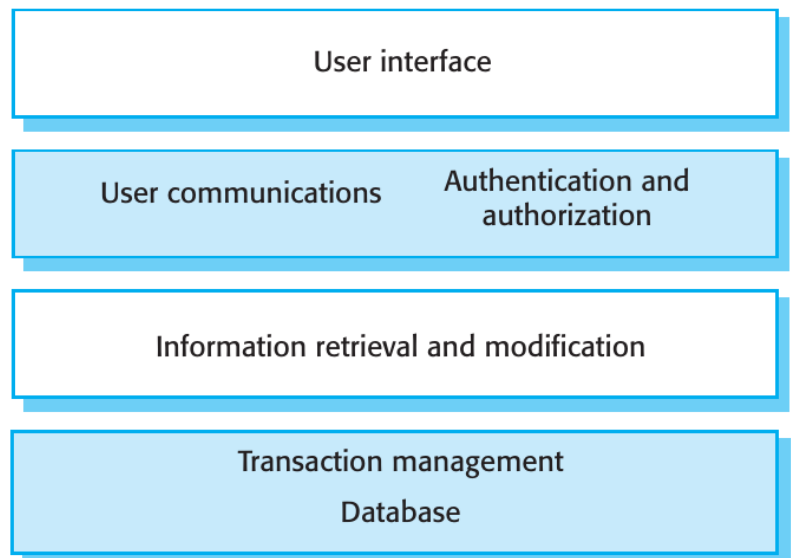 User interface
User communications
Authentication and
authorization
Information retrieval and modification
Transaction management
Database